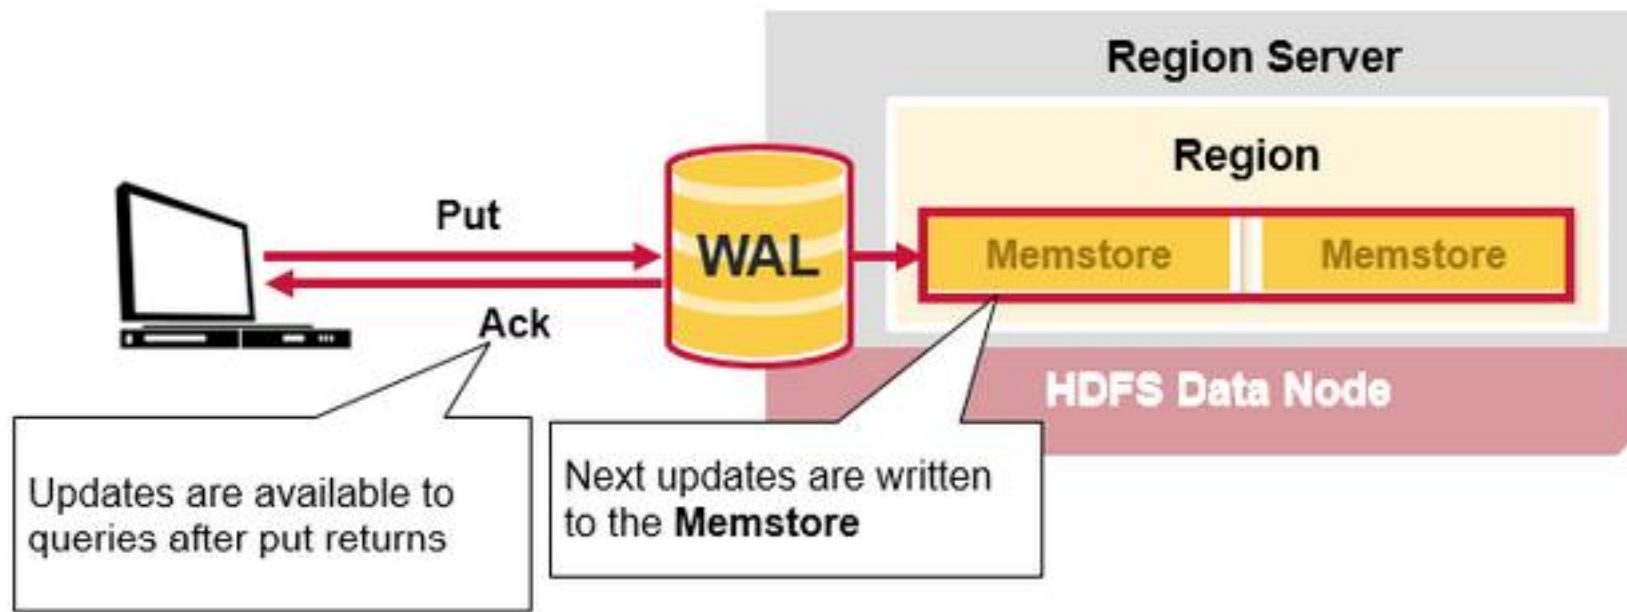 Region Server
Region
Put
WAL
Memstore
Memstore
Ack
HDFS Data Node
Updates are available to
queries after put returns
Next updates are written
to the Memstore